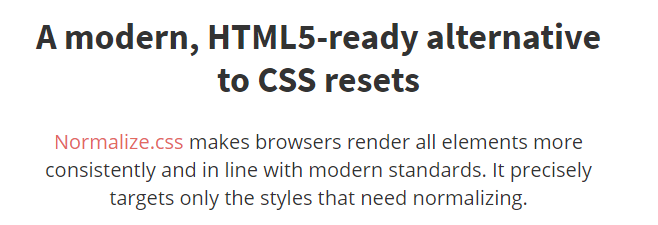 A modern, HTML5-ready alternative
to CSS resets
Normalize.css makes browsers render all elements more
consistently and in line with modern standards. It precisely
targets only the styles that need normalizing.